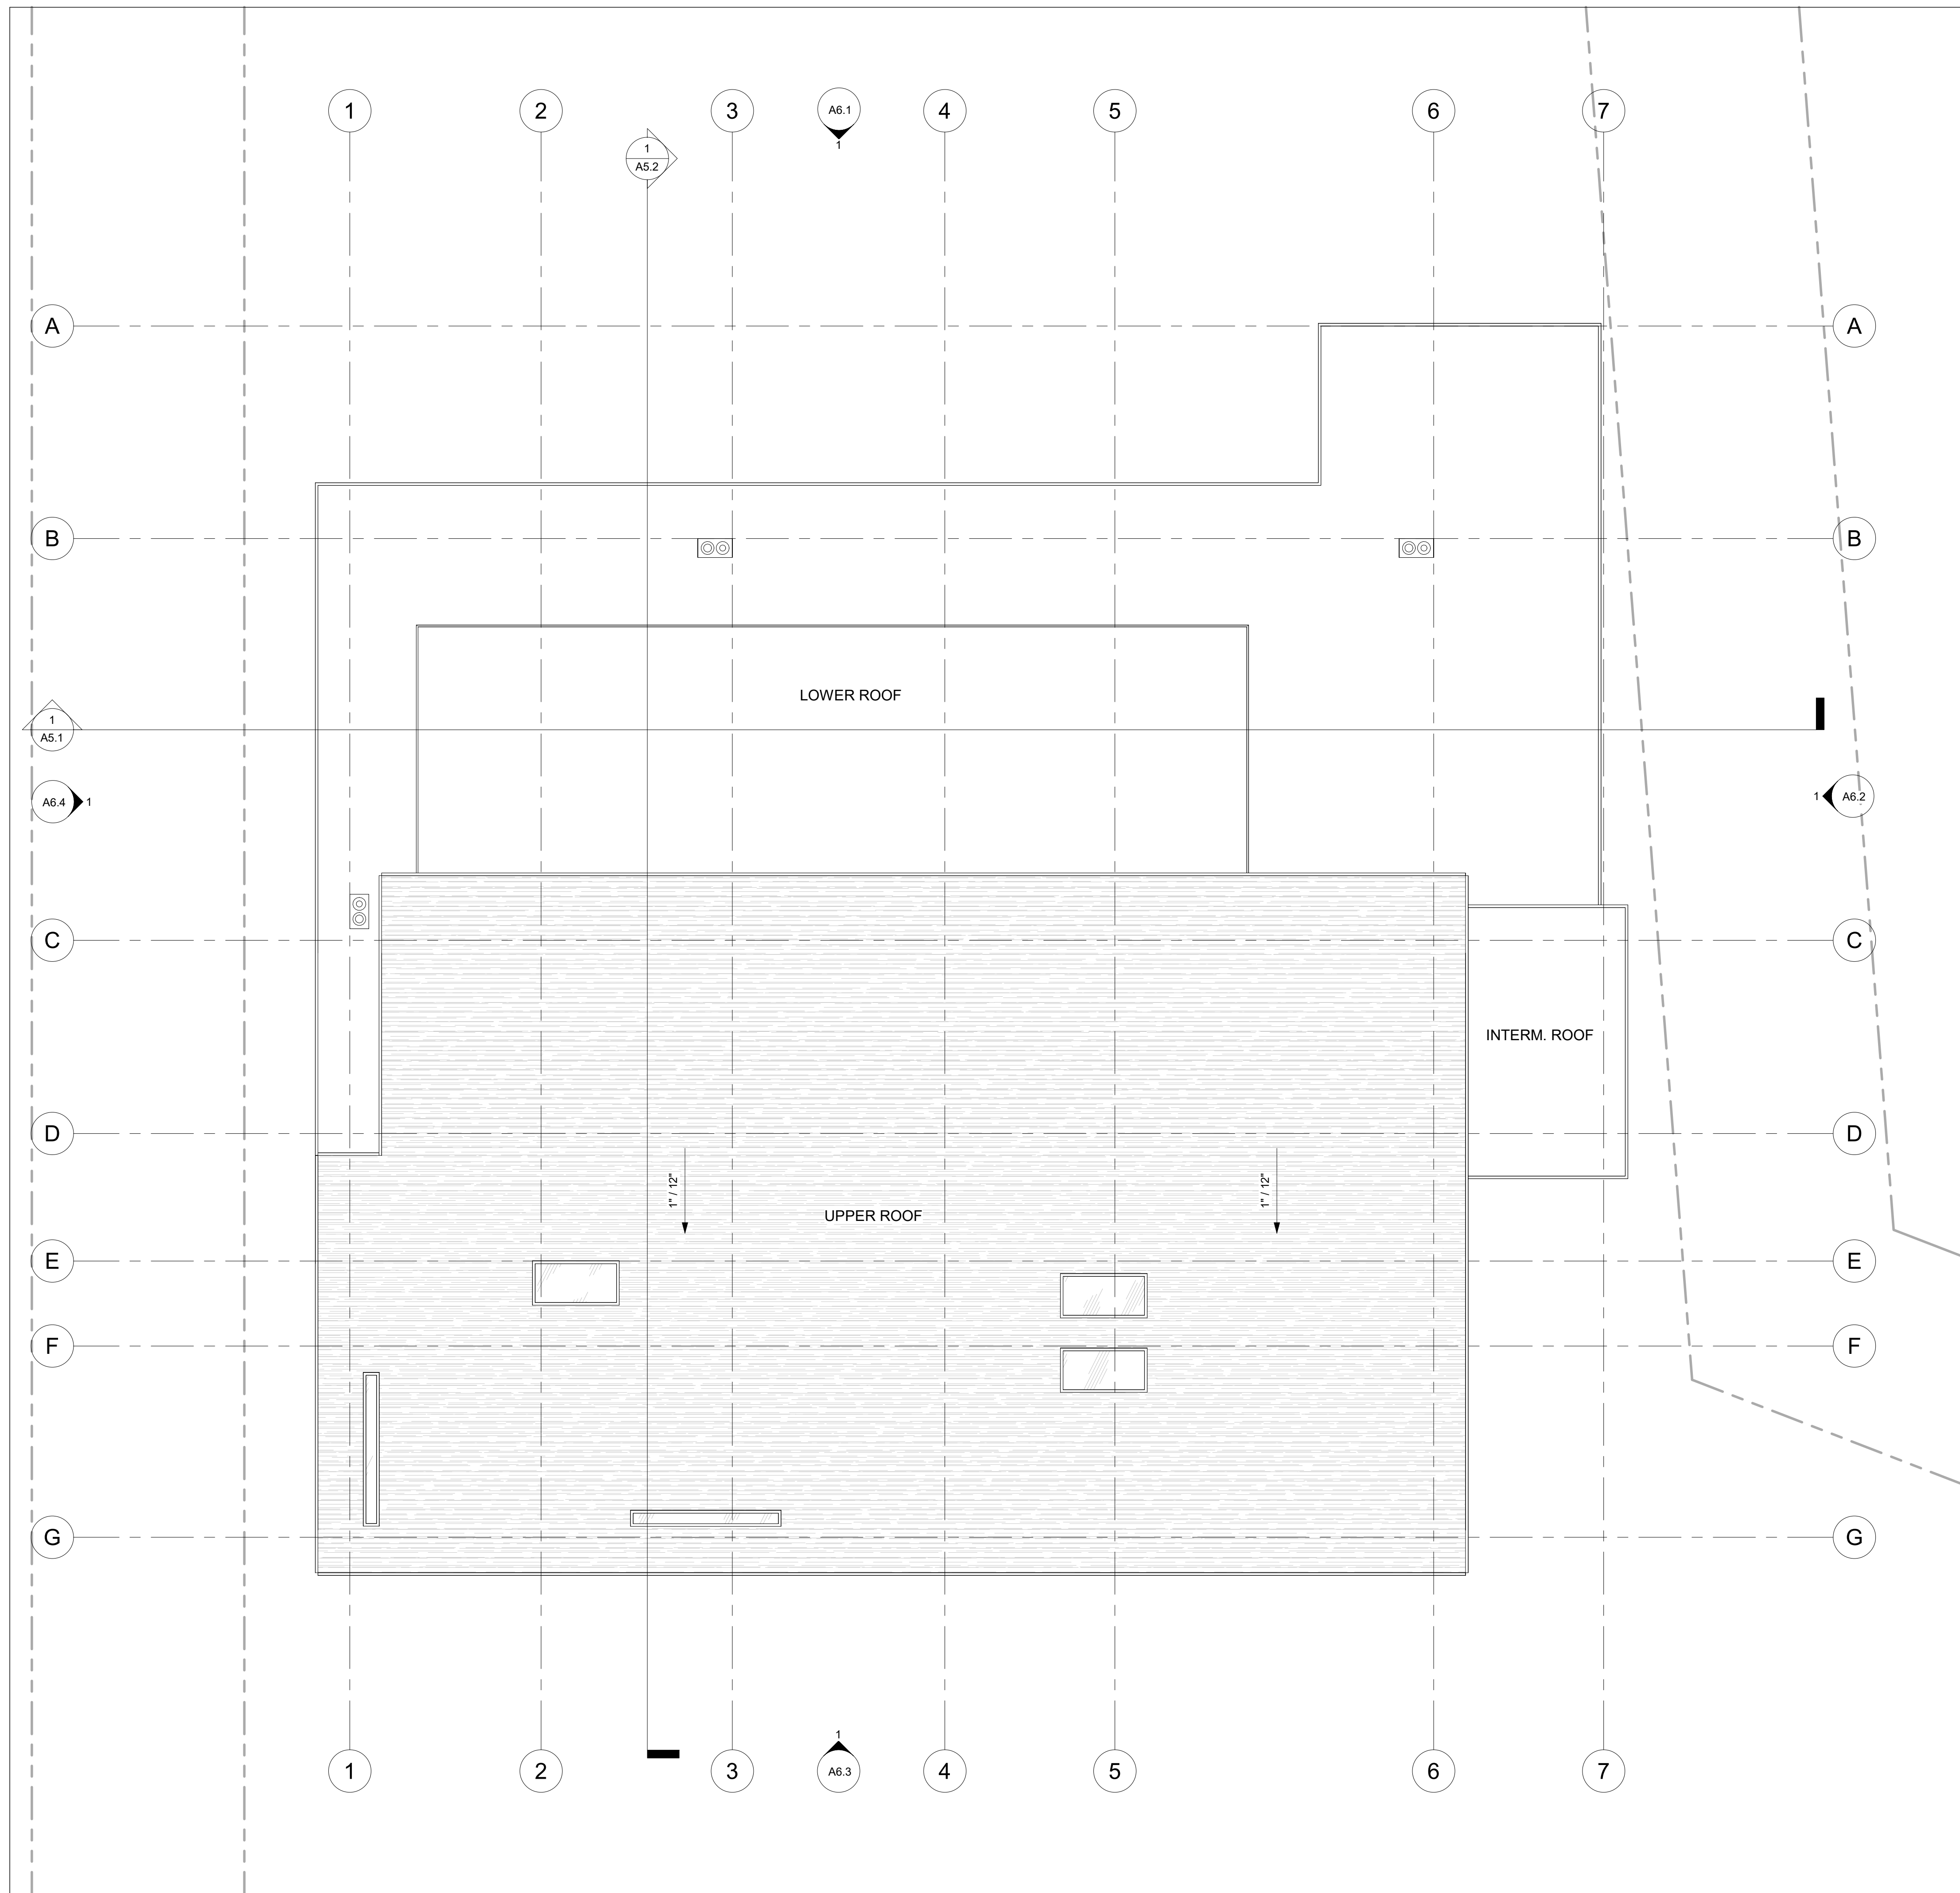 1 2 3 4 5 6 7
A6.1
1
1
A5.2
A A
B B
LOWER ROOF
1
A5.1
A6.4 1
1 A6.2
C C
INTERM. ROOF
D D
1" / 12" 1" / 12"
UPPER ROOF
E E
F F
G G
1
1 2 3 4 5 6 7
A6.3